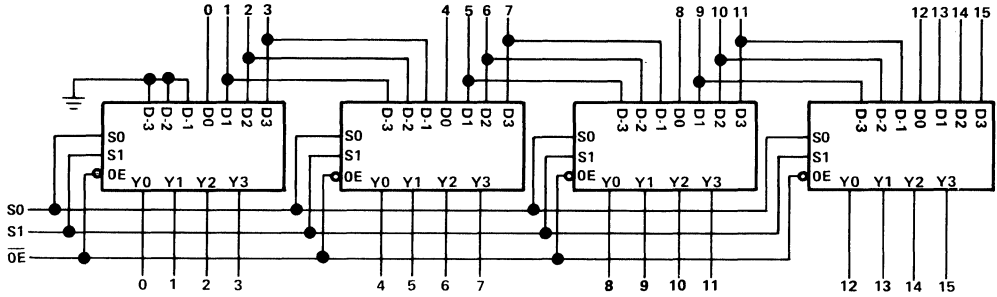 0 1 2 3 4 5 6 7 8 9 10 11 12 13 14 15
D-3 D-2 D-1 D0 D1 D2 D3 D-3 D-2 D-1 D0 D1 D2 D3 D-3 D-2 D-1 D0 D1 D2 D3 D-3 D-2 D-1 D0 D1 D2 D3
S0 S0 S0 S0
S1 S1 S1 S1
OE OE OE OE
Y0 Y1 Y2 Y3 Y0 Y1 Y2 Y3 Y0 Y1 Y2 Y3 Y0 Y1 Y2 Y3
S0
S1
OE
0 1 2 3 4 5 6 7 8 9 10 11 12 13 14 15